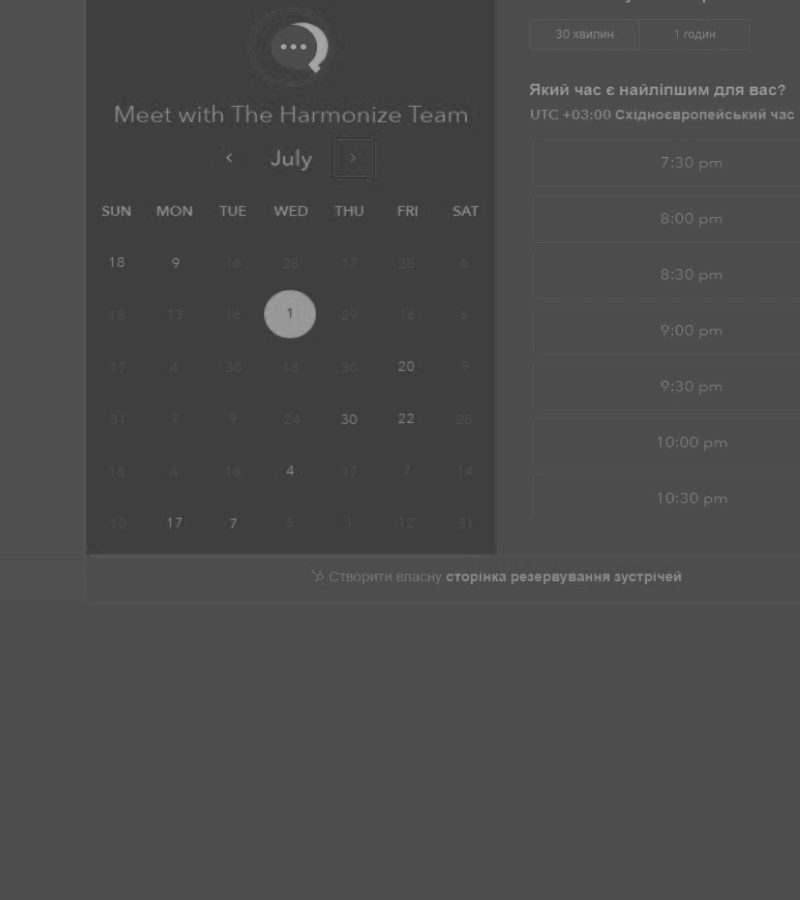 30 хвилин 1 годин
Meet with The Harmonize Team
July
SUN MON TUE WED THU FRI SAT
18 9 16 28 17 28 6
18 13 16 1 29 16 6
17 4 30 18 30 20 9
31 7 9 24 30 22 28
18 4 18 4 17 7 14
10 17 7 5 1 12 31
Який час є найліпшим для вас?
UTC +03:00 Східноєвропейський час
7:30 pm
8:00 pm
8:30 pm
9:00 pm
9:30 pm
10:00 pm
10:30 pm
Створити власну сторінка резервування зустрічей